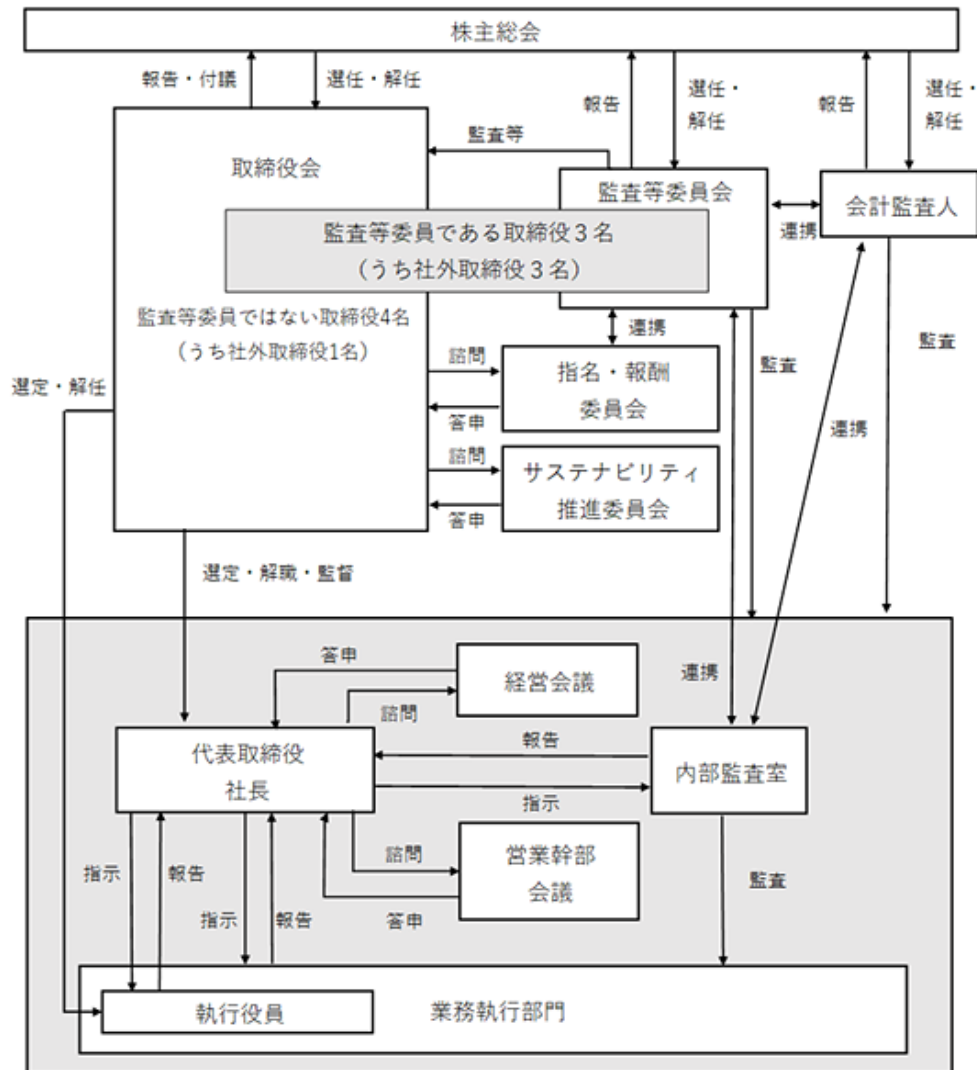 株主総会
報告・付議
選任・解任
報告
選任・
解任
報告
選任・
解任
監査等
取締役会
監査等委員会
会計監査人
連携
監査等委員である取締役３名
（うち社外取締役３名）
監査等委員ではない取締役4名
（うち社外取締役1名）
連携
諮問
指名・報酬
委員会
答申
監査
監査
選定・解任
連携
諮問
サステナビリティ
推進委員会
答申
選定・解職・監督
答申
経営会議
諮問
連携
代表取締役
社長
報告
内部監査室
指示
諮問
営業幹部
会議
答申
指示
報告
指示
報告
監査
執行役員
業務執行部門